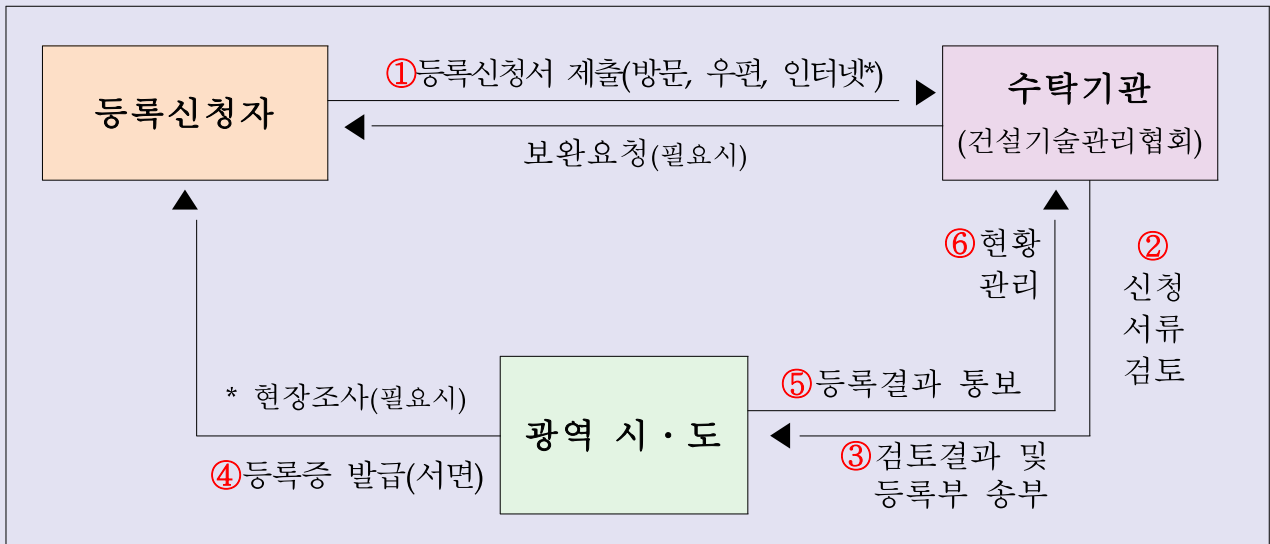 등록신청자
①등록신청서 제출(방문, 우편, 인터넷*)
보완요청(필요시)
수탁기관
(건설기술관리협회)
⑥현황
관리
②
신청
서류
검토
* 현장조사(필요시)
④등록증 발급(서면)
광역 시·도
⑤등록결과 통보
③검토결과 및
등록부 송부